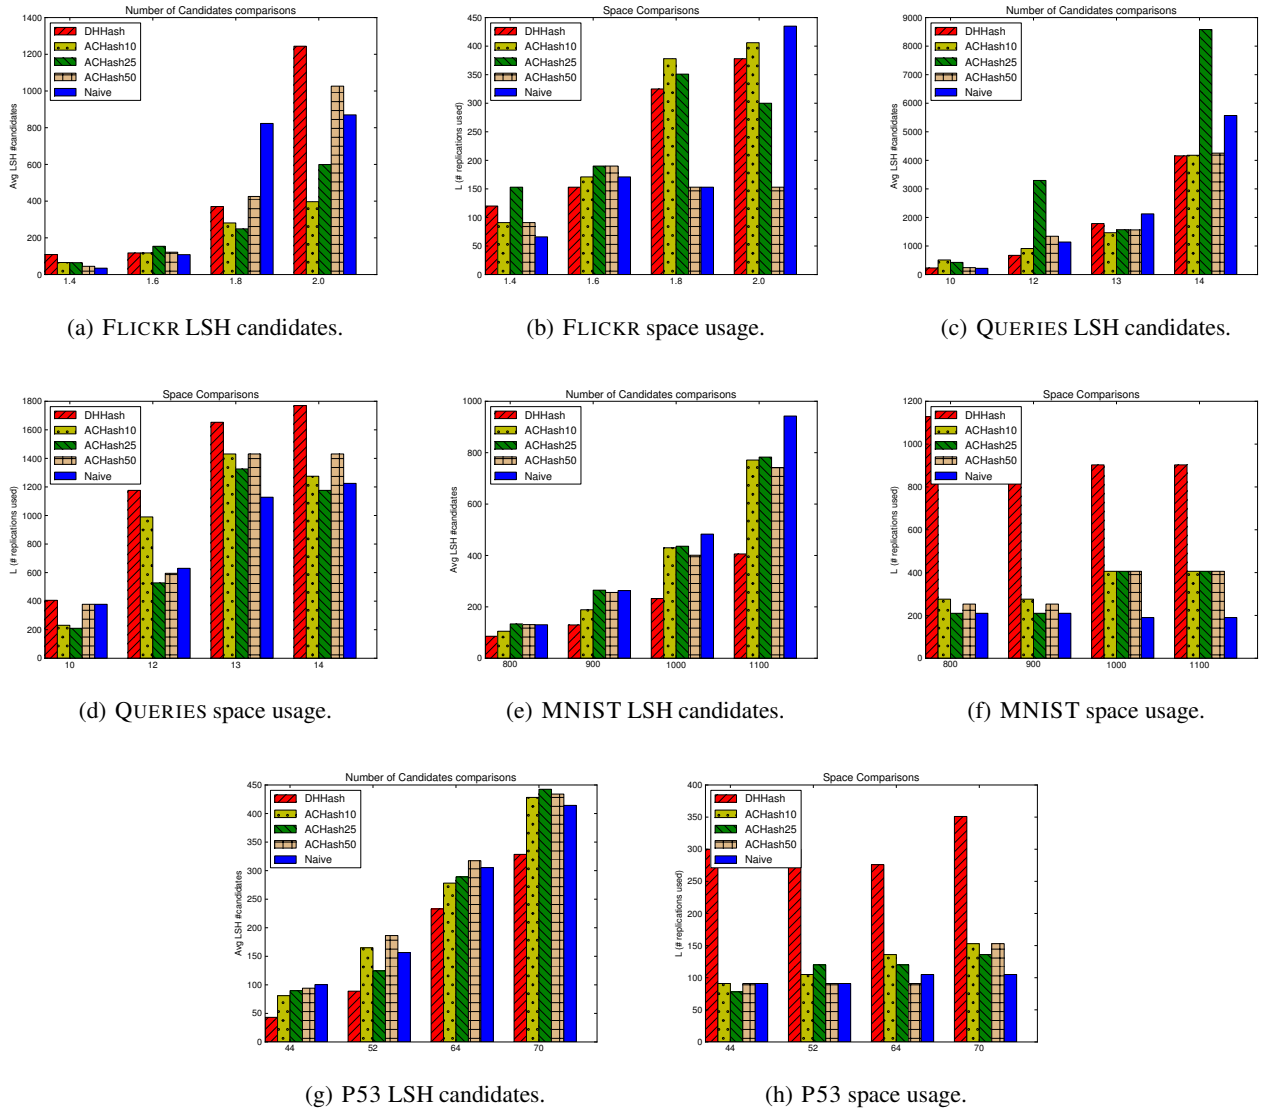 Number of Candidates comparisons
Avg LSH #candidates
1400
1200
1000
800
600
400
200
0
DHHash
ACHash10
ACHash25
ACHash50
Naive
1.4 1.6 1.8 2.0
(a) FLICKR LSH candidates.
Space Comparisons
L (# replications used)
450
400
350
300
250
200
150
100
50
0
DHHash
ACHash10
ACHash25
ACHash50
Naive
1.4 1.6 1.8 2.0
(b) FLICKR space usage.
Number of Candidates comparisons
Avg LSH #candidates
9000
8000
7000
6000
5000
4000
3000
2000
1000
0
DHHash
ACHash10
ACHash25
ACHash50
Naive
10 12 13 14
(c) QUERIES LSH candidates.
Space Comparisons
L (# replications used)
1800
1600
1400
1200
1000
800
600
400
200
0
DHHash
ACHash10
ACHash25
ACHash50
Naive
10 12 13 14
(d) QUERIES space usage.
Number of Candidates comparisons
Avg LSH #candidates
1000
800
600
400
200
0
DHHash
ACHash10
ACHash25
ACHash50
Naive
800 900 1000 1100
(e) MNIST LSH candidates.
Space Comparisons
L (# replications used)
1200
1000
800
600
400
200
0
DHHash
ACHash10
ACHash25
ACHash50
Naive
800 900 1000 1100
(f) MNIST space usage.
Number of Candidates comparisons
Avg LSH #candidates
450
400
350
300
250
200
150
100
50
0
DHHash
ACHash10
ACHash25
ACHash50
Naive
44 52 64 70
(g) P53 LSH candidates.
Space Comparisons
L (# replications used)
400
350
300
250
200
150
100
50
0
DHHash
ACHash10
ACHash25
ACHash50
Naive
44 52 64 70
(h) P53 space usage.